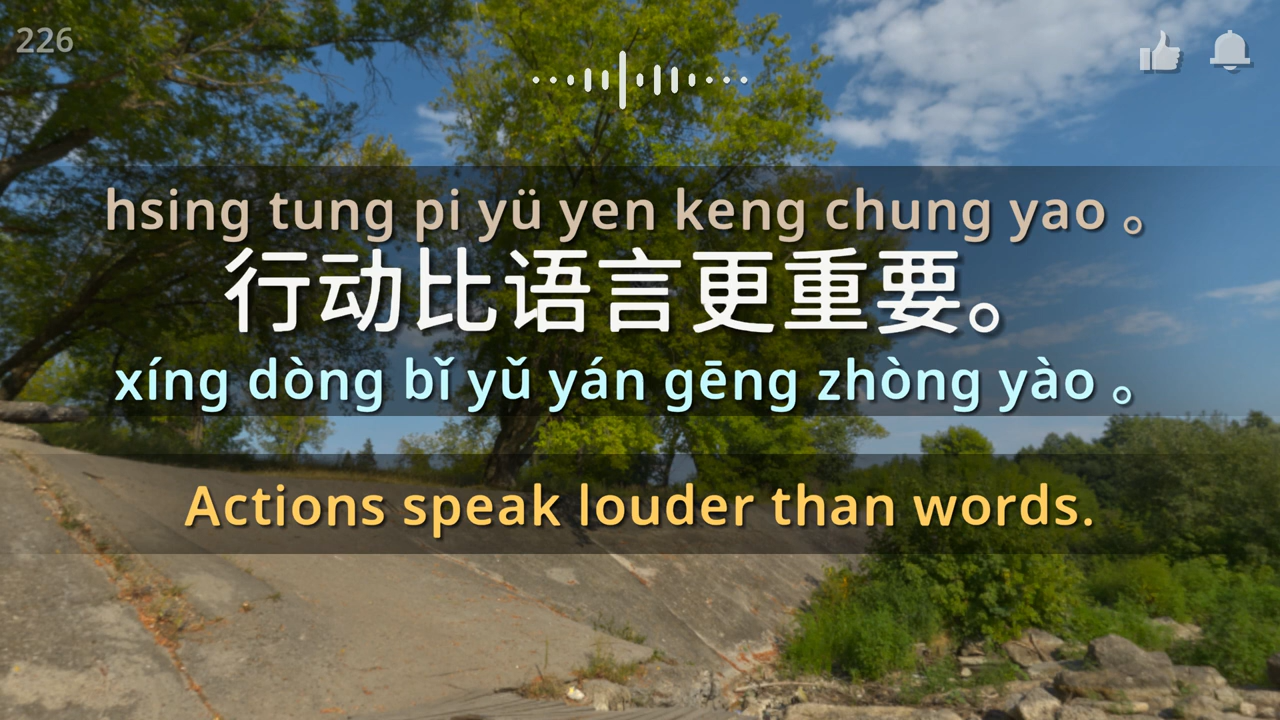 226
hsing tung pi yü yen keng chung yao 。
行动比语言更重要。
xíng dòng bǐ yǔ yán gēng zhòng yào 。
Actions speak louder than words.